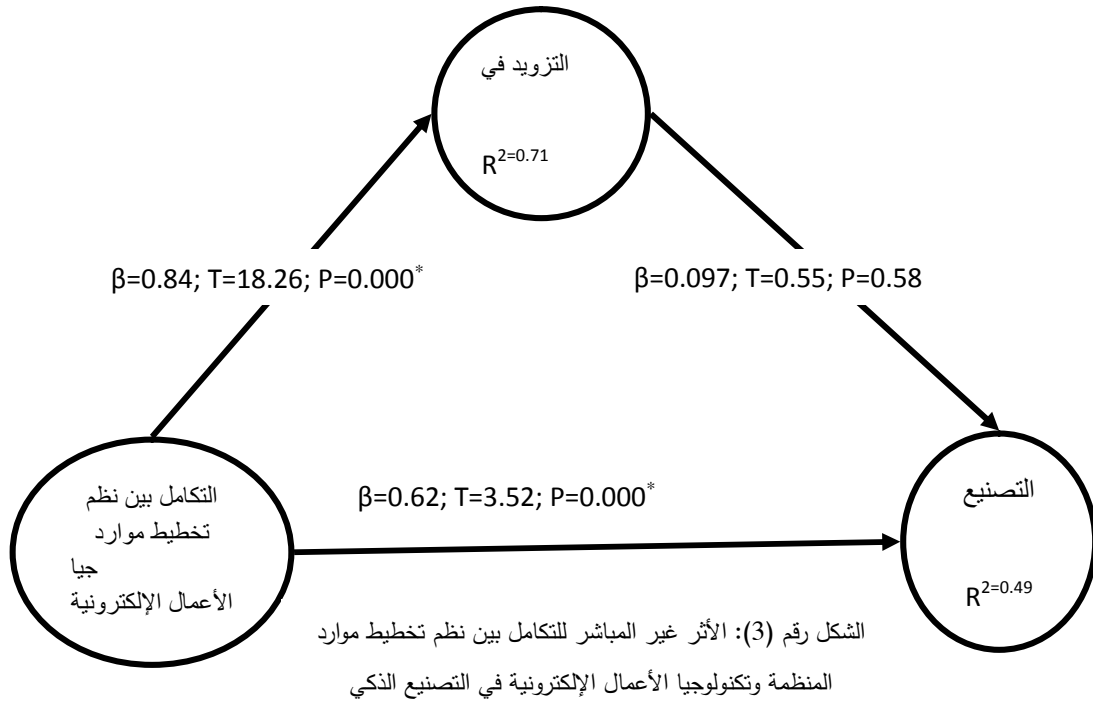 التزويد في
R²⁼⁰·⁷¹
β=0.84; T=18.26; P=0.000*
β=0.097; T=0.55; P=0.58
التكامل بين نظم
تخطيط موارد
جيا
الأعمال الإلكترونية
β=0.62; T=3.52; P=0.000*
التصنيع
R²⁼⁰·⁴⁹
الشكل رقم (3): الأثر غير المباشر للتكامل بين نظم تخطيط موارد
المنظمة وتكنولوجيا الأعمال الإلكترونية في التصنيع الذكي